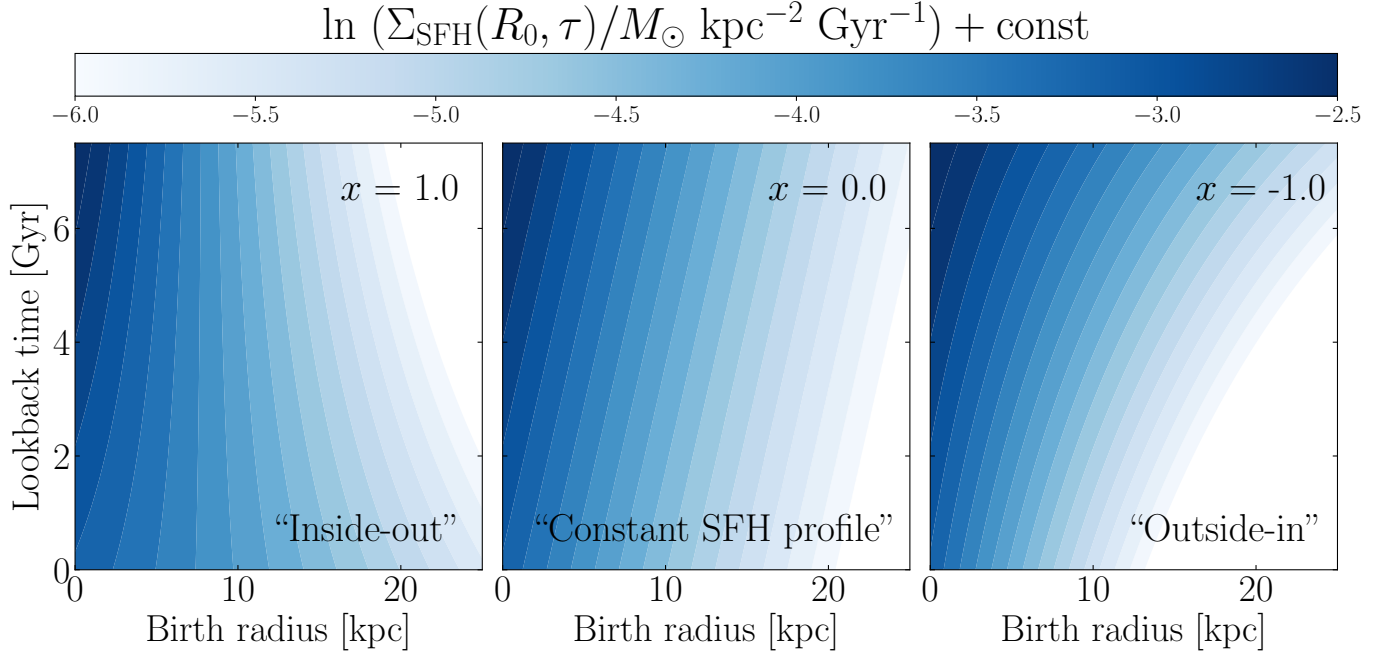 ln (Σ_SFH(R₀, τ)/M⊙ kpc⁻² Gyr⁻¹) + const
−6.0 −5.5 −5.0 −4.5 −4.0 −3.5 −3.0 −2.5
x = 1.0 x = 0.0 x = -1.0
6
4
2
0
Lookback time [Gyr]
“Inside-out” “Constant SFH profile” “Outside-in”
0 10 20 0 10 20 0 10 20
Birth radius [kpc] Birth radius [kpc] Birth radius [kpc]